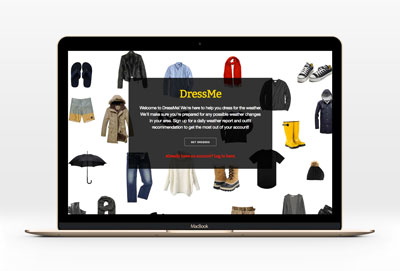 DressMe
Welcome to DressMe! We're here to help you dress for the weather.
We'll make sure you're prepared for any possible weather changes
in your area. Sign up for a daily weather report and outfit
recommendation to get the most out of your account!
GET DRESSED
Already have an account? Log in here.
MacBook